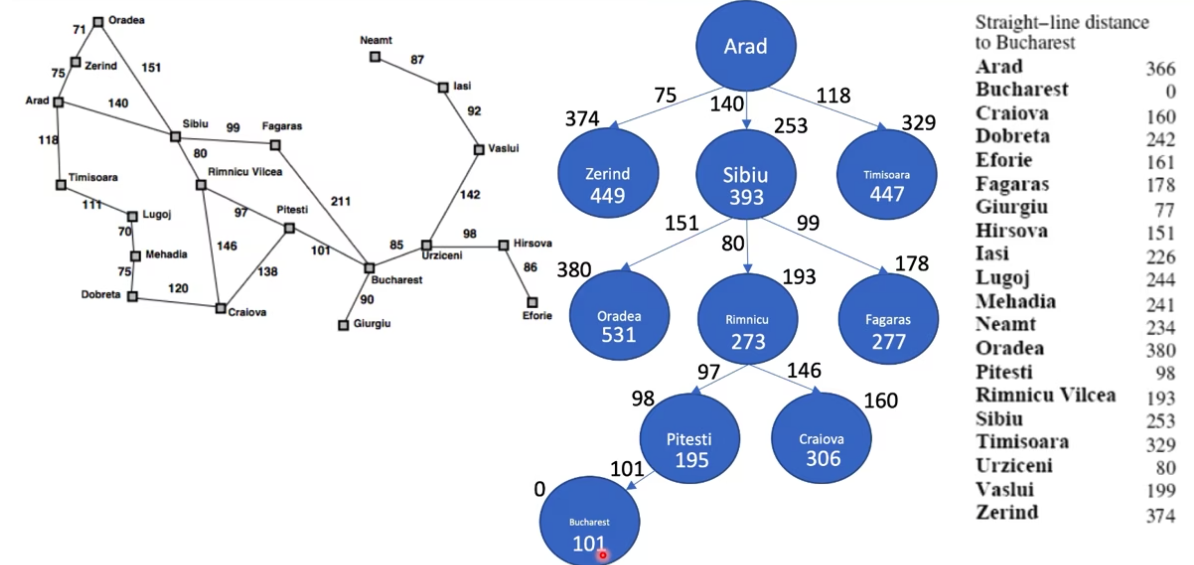 Oradea
71
Neamt
87
Zerind
151
75
Iasi
Arad
140
92
Sibiu
99
Fagaras
118
80
Vaslui
Rimnicu Vilcea
Timisoara
142
111
Lugoj
97
Pitesti
211
70
98
Hirsova
146
101
85
Urziceni
Mehadia
138
86
75
Bucharest
Dobreta
120
90
Eforie
Craiova
Giurgiu
Arad
75
140
118
374
253
329
Zerind
449
Sibiu
393
Timisoara
447
151
80
99
380
193
178
Oradea
531
Rimnicu
273
Fagaras
277
97
146
98
160
Pitesti
195
Craiova
306
101
0
Bucharest
101
Straight–line distance
to Bucharest
Arad 366
Bucharest 0
Craiova 160
Dobreta 242
Eforie 161
Fagaras 178
Giurgiu 77
Hirsova 151
Iasi 226
Lugoj 244
Mehadia 241
Neamt 234
Oradea 380
Pitesti 98
Rimnicu Vilcea 193
Sibiu 253
Timisoara 329
Urziceni 80
Vaslui 199
Zerind 374